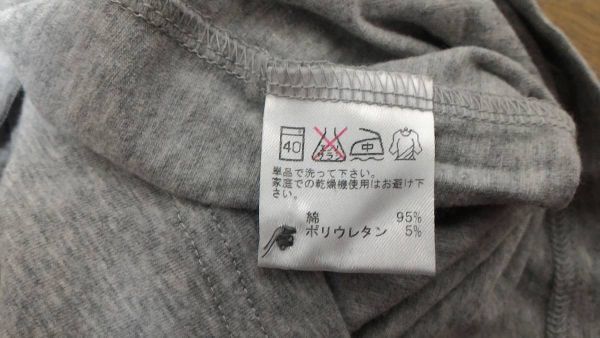 40 エンソ サラシ 中
単品で洗って下さい。
家庭での乾燥機使用はお避け下
さい。
綿 95%
ポリウレタン 5%